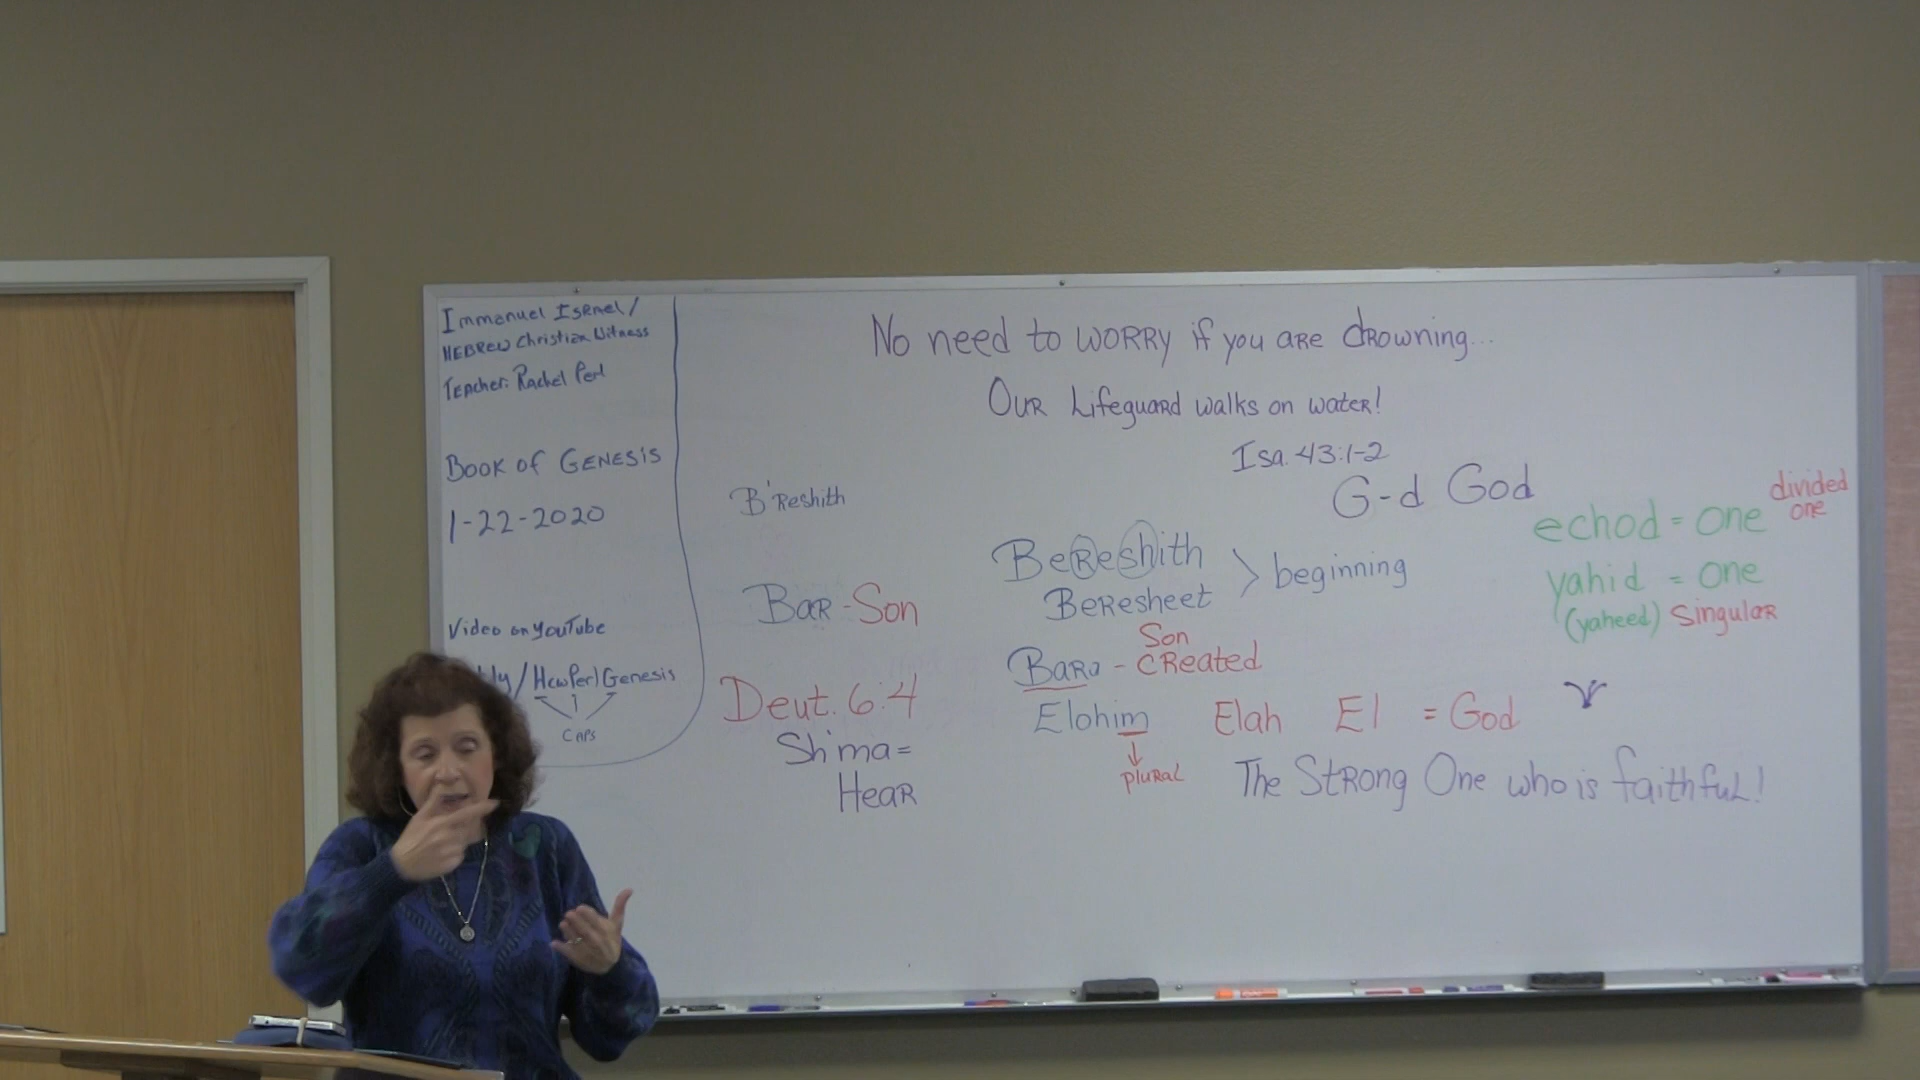 Immanuel Israel/
HEBREW Christian Witness
Teacher: Rachel Perl
BOOK OF GENESIS
1-22-2020
Video on YouTube
ly/HcwPerlGenesis
CAPS
No need to WORRY if you are drowning...
Our Lifeguard walks on water!
Isa. 43:1-2
G-d God
B'Reshith
BeReshith
Beresheet
beginning
echod = one divided one
yahid = one
(yaheed) Singular
Bar - Son
Son
Bara - created
Deut. 6:4
Sh'ma =
Hear
Elohim Elah El = God
plural
The Strong One who is faithful!